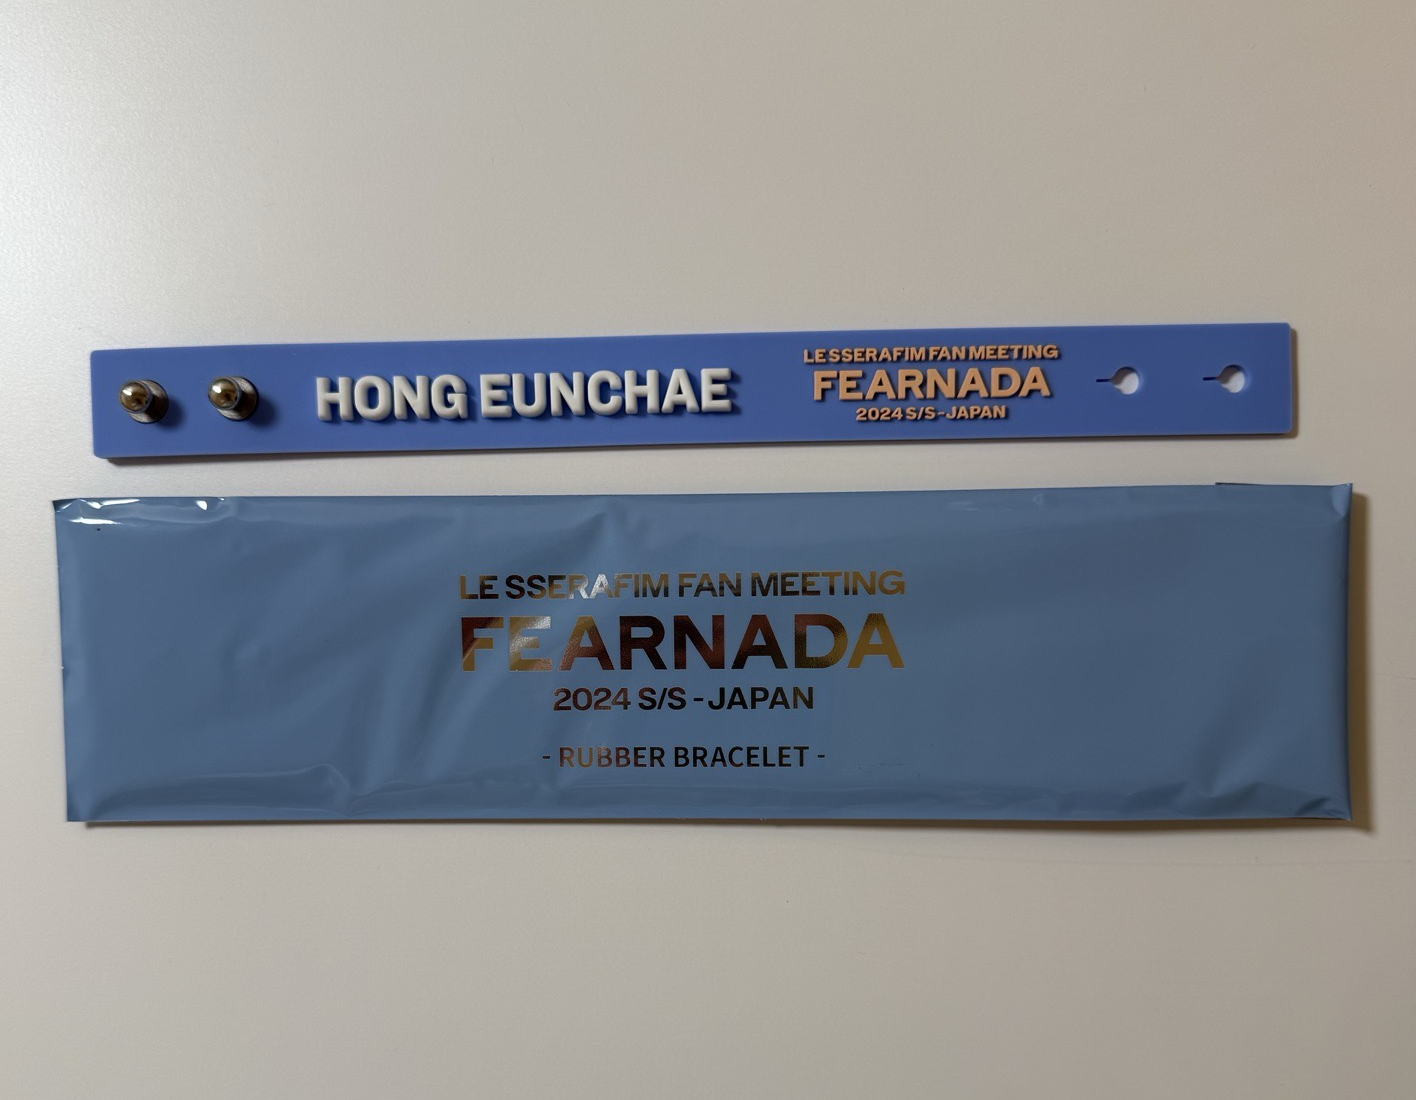 HONG EUNCHAE
LE SSERAFIM FAN MEETING
FEARNADA
2024 S/S - JAPAN
LE SSERAFIM FAN MEETING
FEARNADA
2024 S/S - JAPAN
- RUBBER BRACELET -